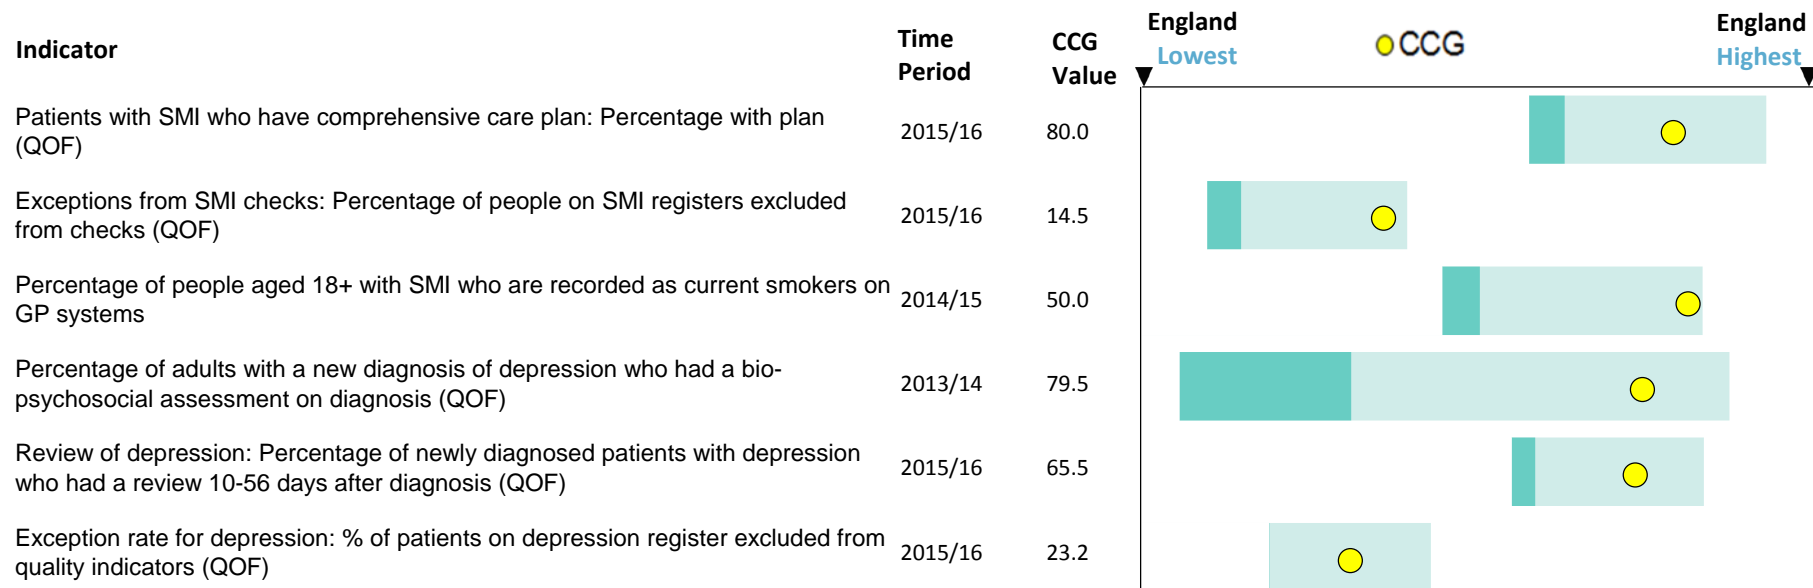 Indicator
Time Period
CCG Value
England Lowest
CCG
England Highest
Patients with SMI who have comprehensive care plan: Percentage with plan
(QOF)
2015/16
80.0
Exceptions from SMI checks: Percentage of people on SMI registers excluded
from checks (QOF)
2015/16
14.5
Percentage of people aged 18+ with SMI who are recorded as current smokers on
GP systems
2014/15
50.0
Percentage of adults with a new diagnosis of depression who had a bio-
psychosocial assessment on diagnosis (QOF)
2013/14
79.5
Review of depression: Percentage of newly diagnosed patients with depression
who had a review 10-56 days after diagnosis (QOF)
2015/16
65.5
Exception rate for depression: % of patients on depression register excluded from
quality indicators (QOF)
2015/16
23.2